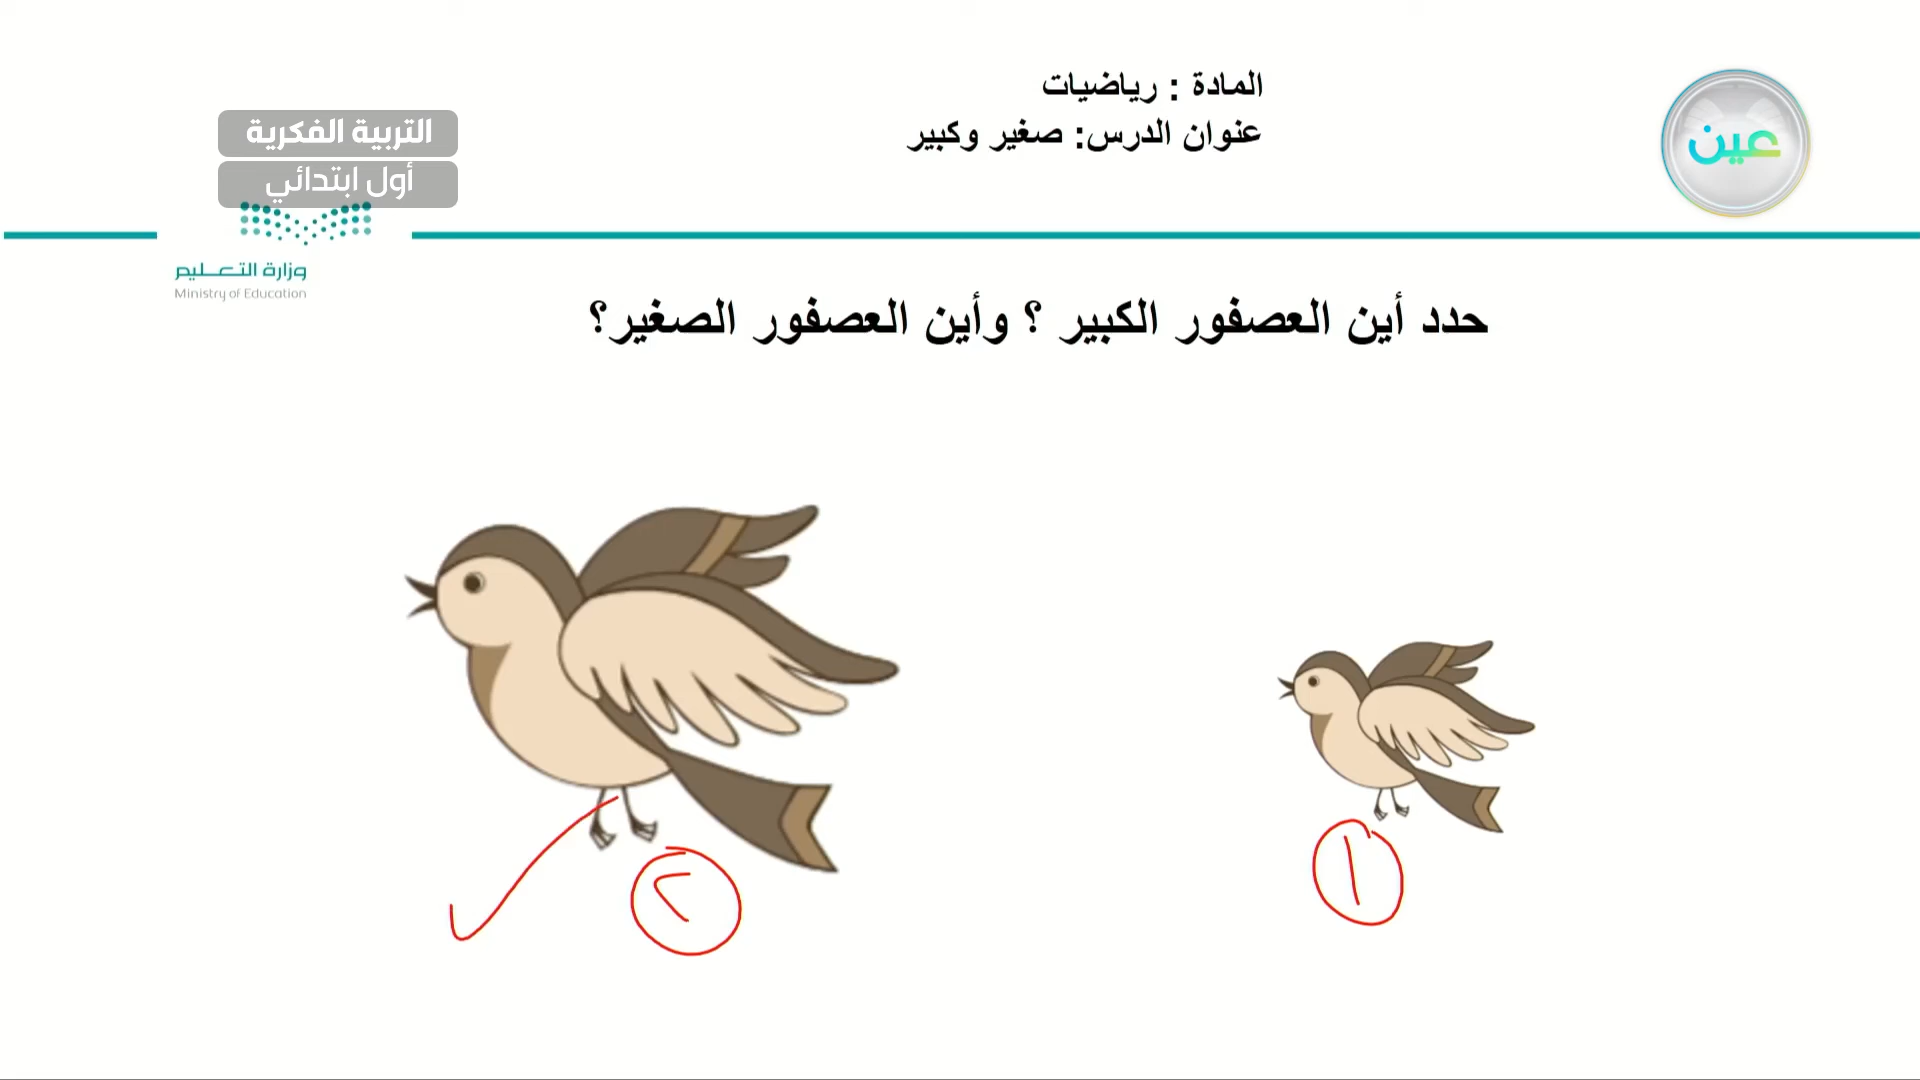 المادة : رياضيات
عنوان الدرس: صغير وكبير
عين
التربية الفكرية
أول ابتدائي
وزارة التعـــليم
Ministry of Education
حدد أين العصفور الكبير ؟ وأين العصفور الصغير؟
١
٢